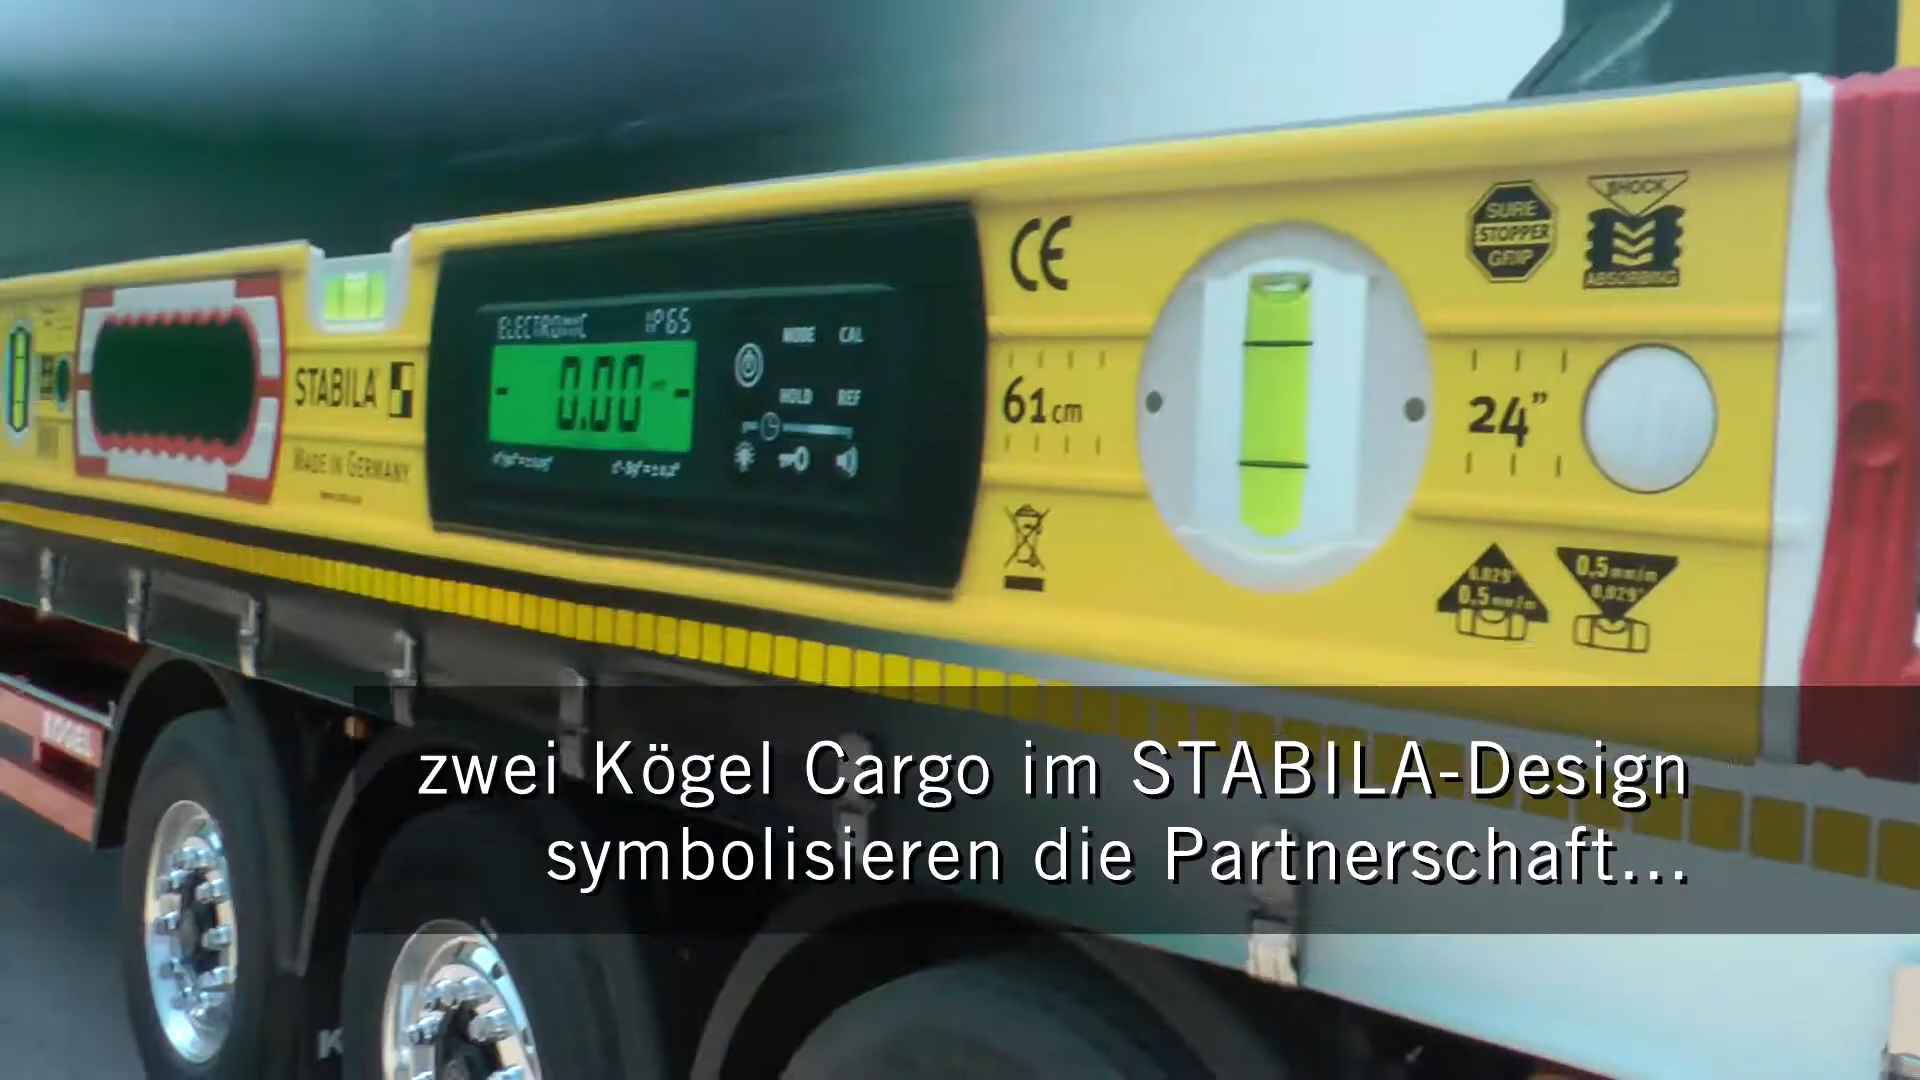 SHOCK
SURE
STOPPER
GRIP
ABSORBING
CE
ELECTRONIC IP65
MODE CAL
0.00
STABILA
HOLD REF
61cm
24”
MADE IN GERMANY
0.5mm/m
0,029°
0,029°
0.5mm/m
KÖGEL
zwei Kögel Cargo im STABILA-Design
symbolisieren die Partnerschaft...
K